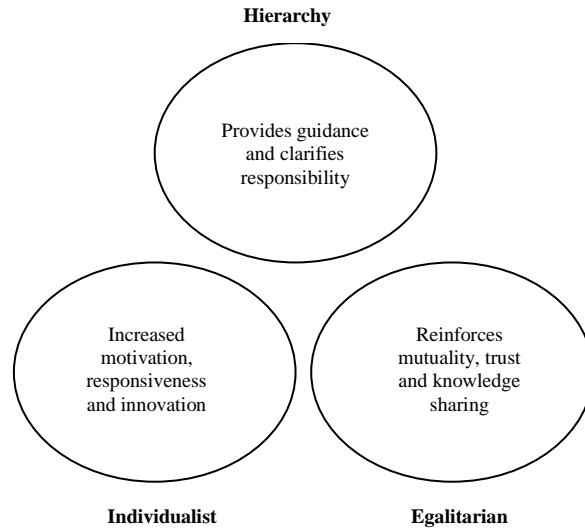 Hierarchy
Provides guidance
and clarifies
responsibility
Increased
motivation,
responsiveness
and innovation
Reinforces
mutuality, trust
and knowledge
sharing
Individualist
Egalitarian